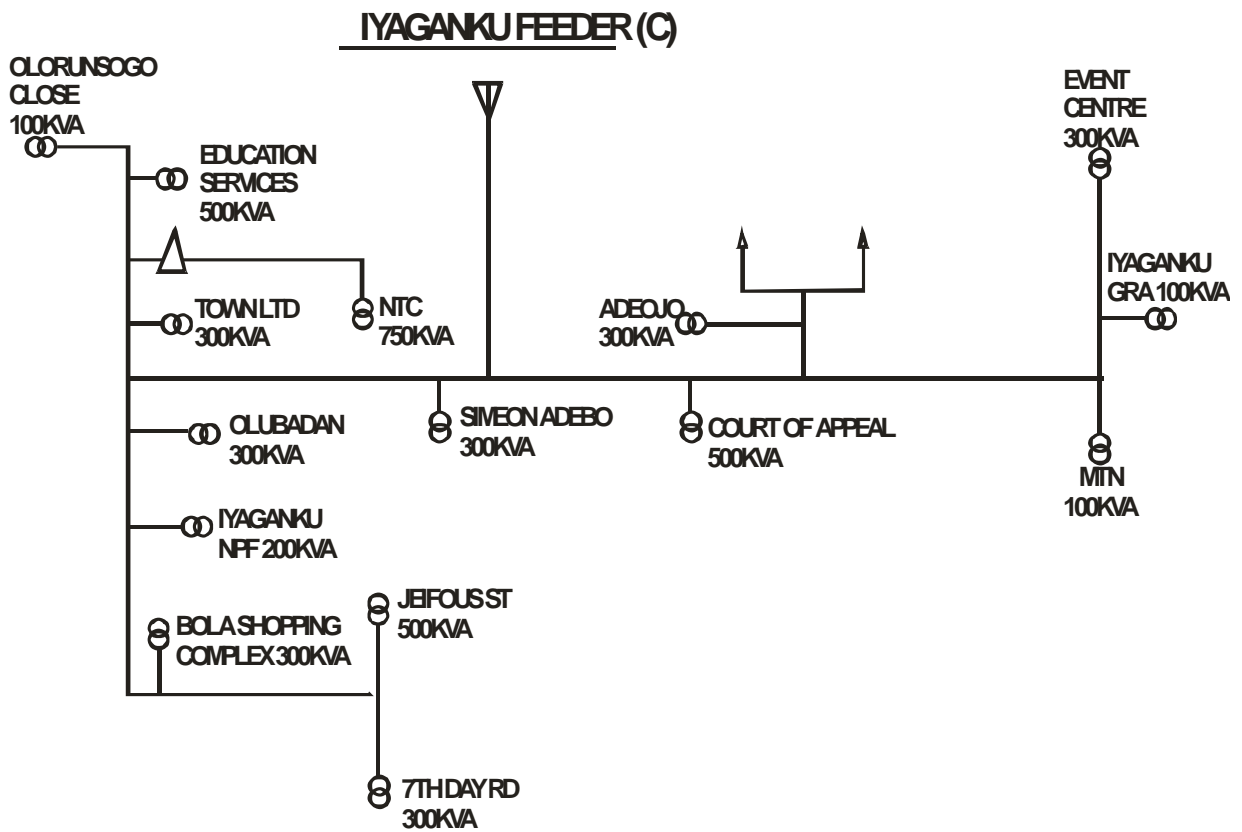 IYAGANKU FEEDER (C)
OLORUNSOGO
CLOSE
100KVA
EDUCATION
SERVICES
500KVA
TOWN LTD
300KVA
NTC
750KVA
ADEOJO
300KVA
EVENT
CENTRE
300KVA
IYAGANKU
GRA 100KVA
OLUBADAN
300KVA
SIMEON ADEBO
300KVA
COURT OF APPEAL
500KVA
MTN
100KVA
IYAGANKU
NPF 200KVA
BOLA SHOPPING
COMPLEX 300KVA
JEIFOUS ST
500KVA
7TH DAY RD
300KVA